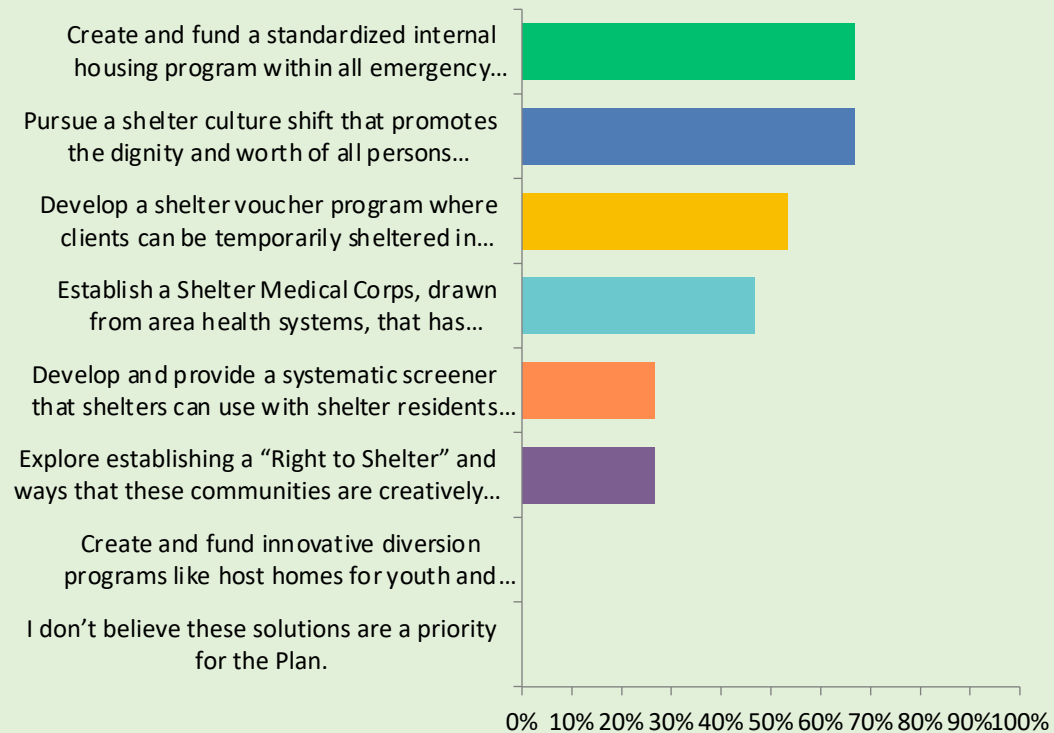 Create and fund a standardized internal
housing program within all emergency…
Pursue a shelter culture shift that promotes
the dignity and worth of all persons…
Develop a shelter voucher program where
clients can be temporarily sheltered in…
Establish a Shelter Medical Corps, drawn
from area health systems, that has…
Develop and provide a systematic screener
that shelters can use with shelter residents…
Explore establishing a “Right to Shelter” and
ways that these communities are creatively…
Create and fund innovative diversion
programs like host homes for youth and…
I don’t believe these solutions are a priority
for the Plan.
0% 10% 20% 30% 40% 50% 60% 70% 80% 90% 100%